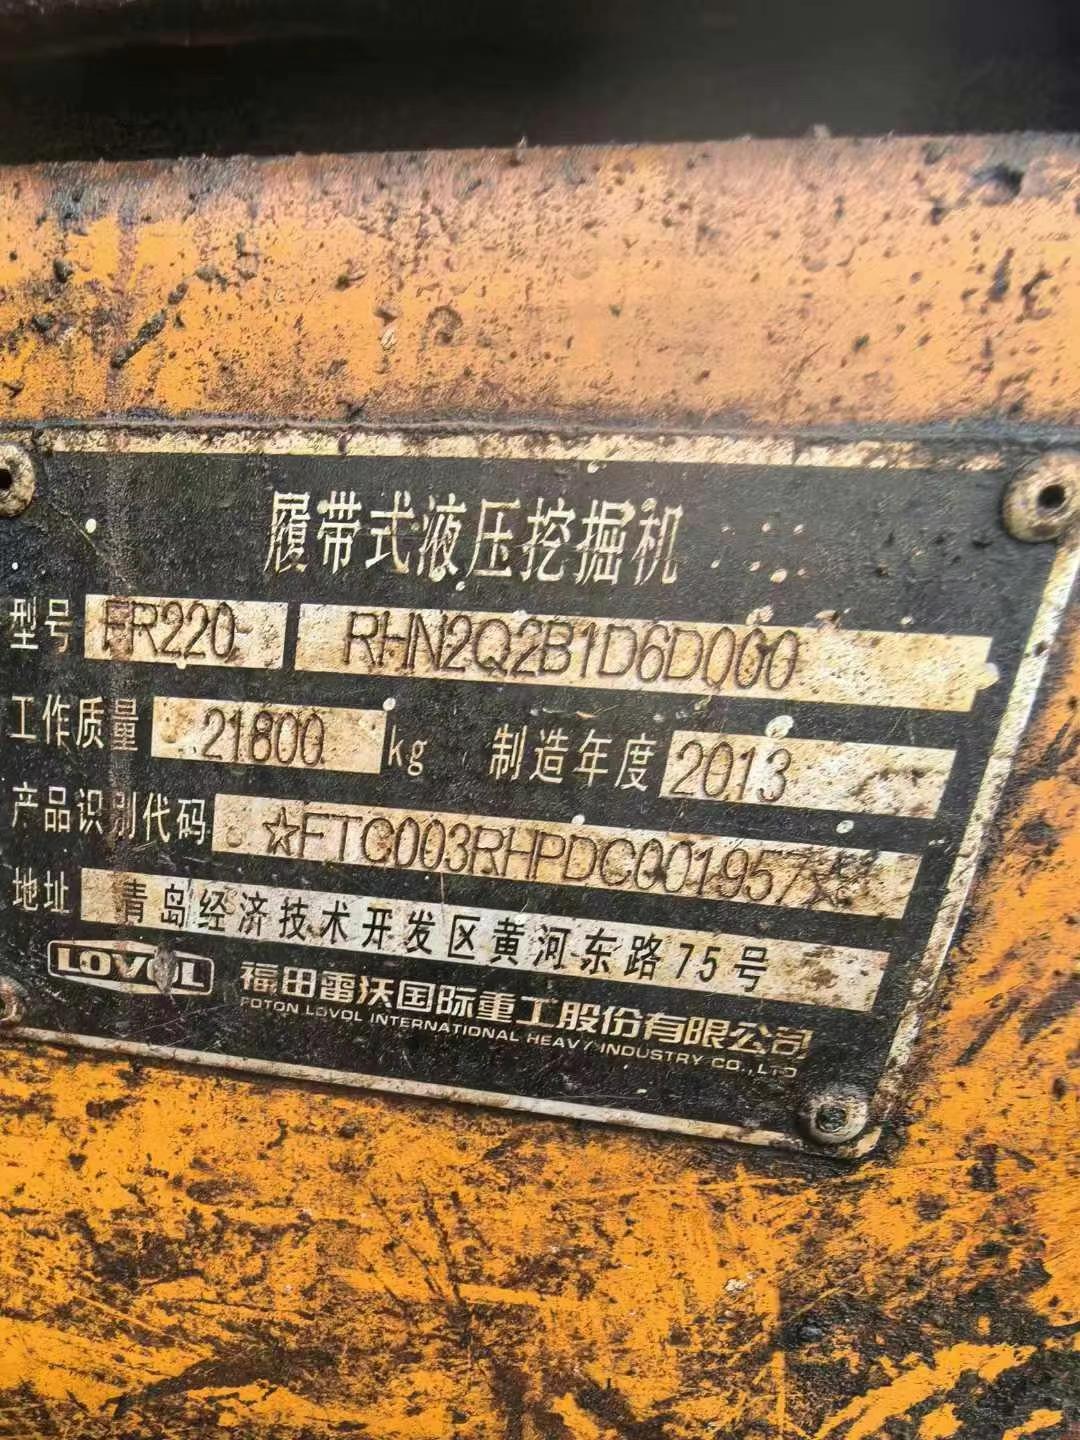 履带式液压挖掘机
型号 FR220- RHN2Q2B1D6D000
工作质量 21800 kg 制造年度 2013
产品识别代码 ☆FTC003RHPDC001957☆
地址 青岛经济技术开发区黄河东路75号
LOVOL 福田雷沃国际重工股份有限公司
FOTON LOVOL INTERNATIONAL HEAVY INDUSTRY CO.,LTD